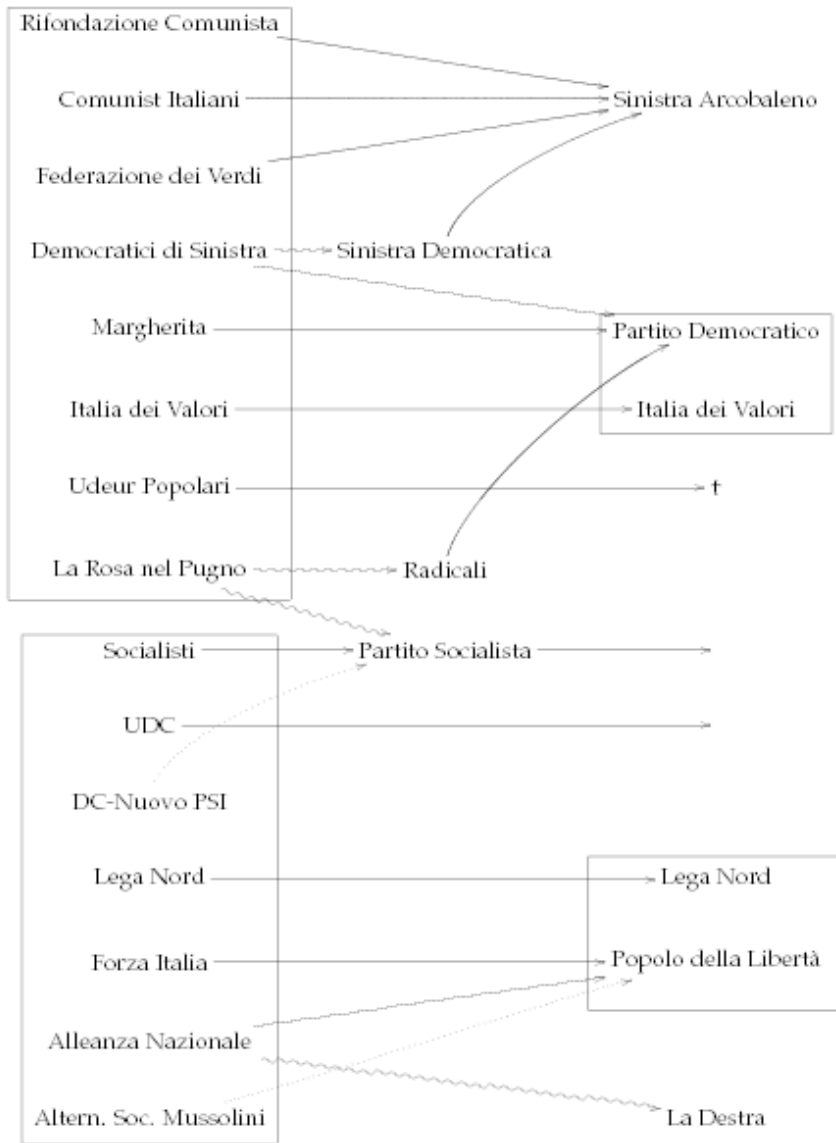 Rifondazione Comunista
Comunist Italiani Sinistra Arcobaleno
Federazione dei Verdi
Democratici di Sinistra Sinistra Democratica
Margherita Partito Democratico
Italia dei Valori Italia dei Valori
Udeur Popolari †
La Rosa nel Pugno Radicali
Socialisti Partito Socialista
UDC
DC-Nuovo PSI
Lega Nord Lega Nord
Forza Italia Popolo della Libertà
Alleanza Nazionale
Altern. Soc. Mussolini La Destra